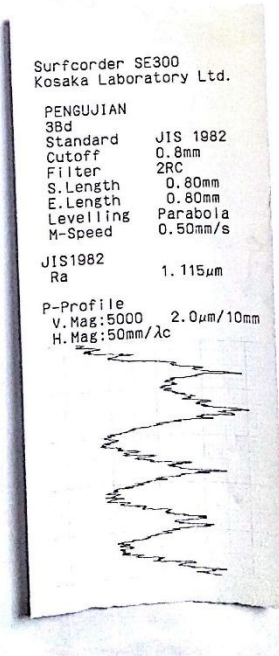 Surfcorder SE300
Kosaka Laboratory Ltd.
PENGUJIAN
3Bd
Standard JIS 1982
Cutoff 0.8mm
Filter 2RC
S.Length 0.80mm
E.Length 0.80mm
Levelling Parabola
M-Speed 0.50mm/s
JIS1982
Ra 1.115μm
P-Profile
V.Mag:5000 2.0μm/10mm
H.Mag:50mm/λc